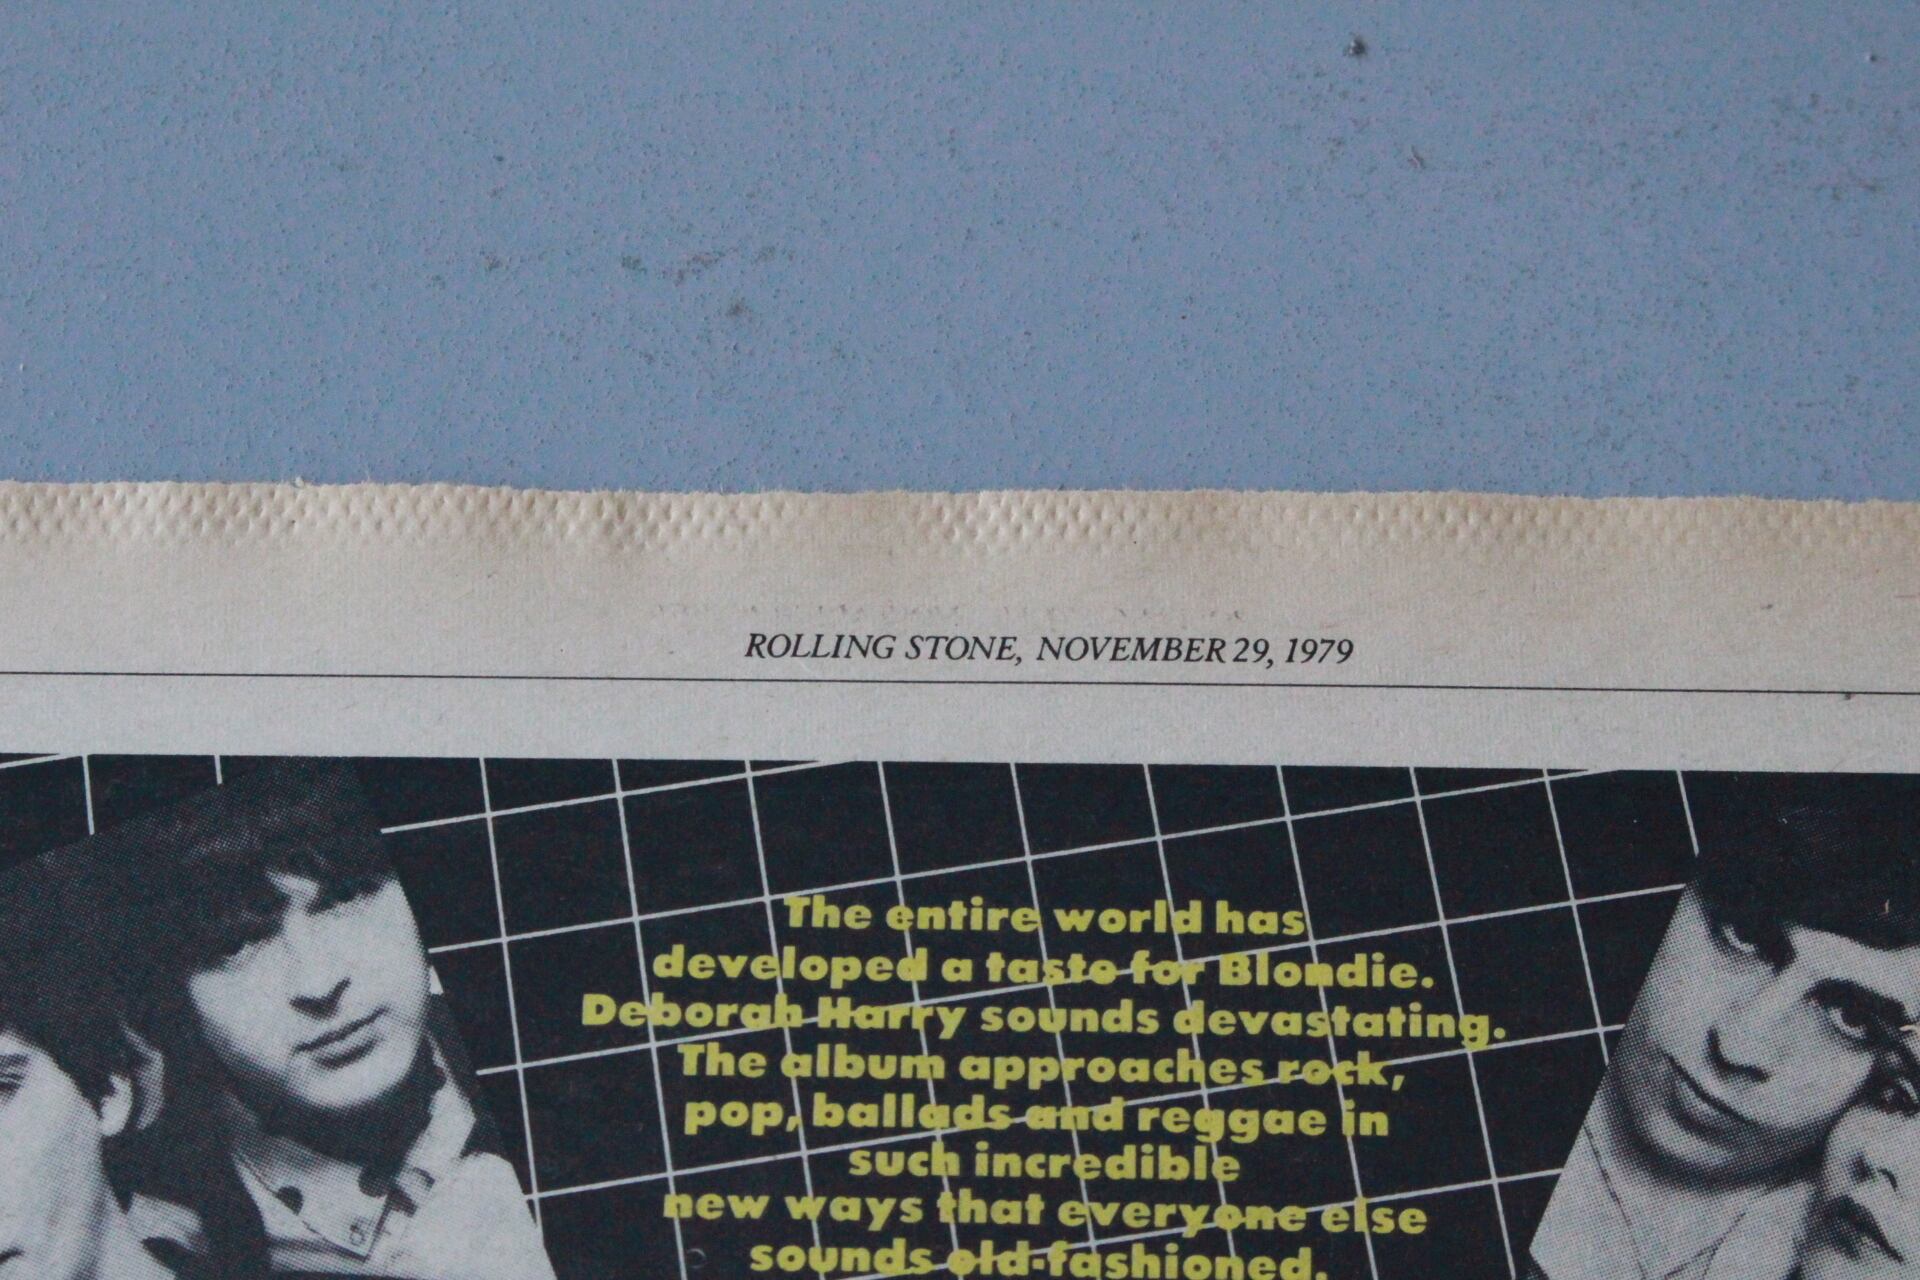 ROLLING STONE, NOVEMBER 29, 1979
The entire world has
developed a taste for Blondie.
Deborah Harry sounds devastating.
The album approaches rock,
pop, ballads and reggae in
such incredible
new ways that everyone else
sounds old-fashioned.